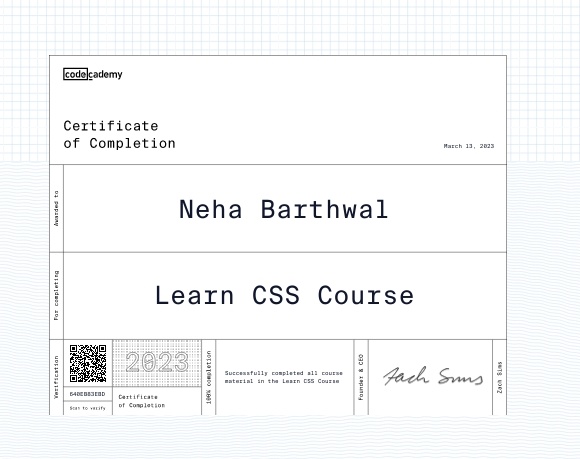 codecademy
Certificate
of Completion
March 13, 2023
Awarded to
Neha Barthwal
For completing
Learn CSS Course
Verification
640EB83EBD
Scan to verify
2023
Certificate
of Completion
100% completion
Successfully completed all course
material in the Learn CSS Course
Founder & CEO
Zach Sims
Zach Sims